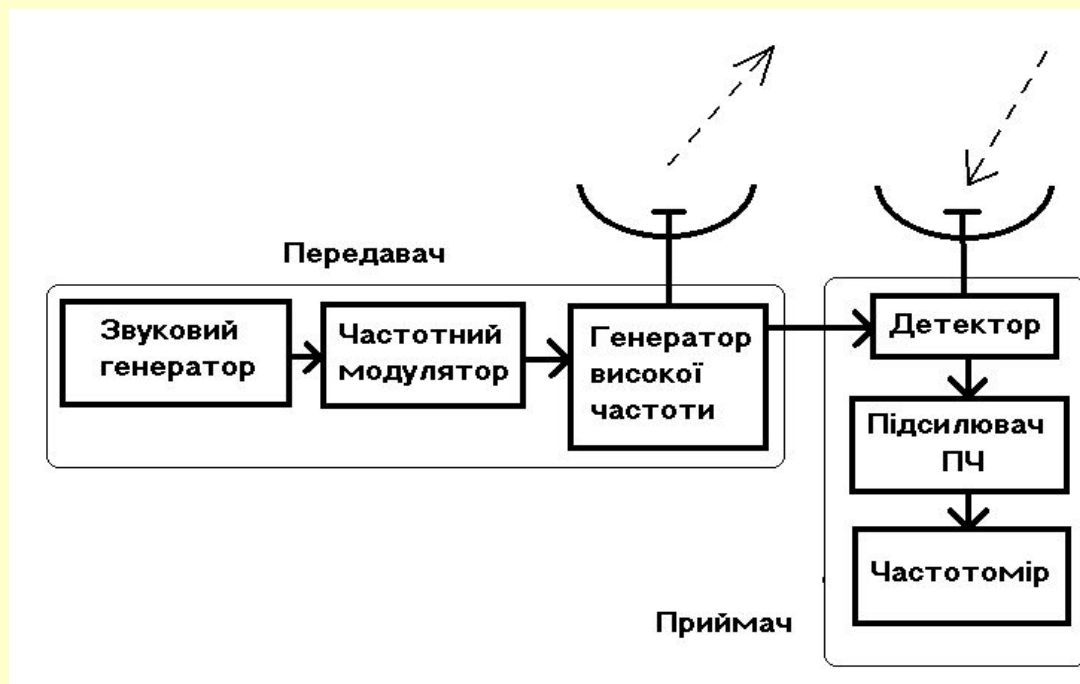 Передавач
Звуковий
генератор
Частотний
модулятор
Генератор
високої
частоти
Детектор
Підсилювач
ПЧ
Частотомір
Приймач